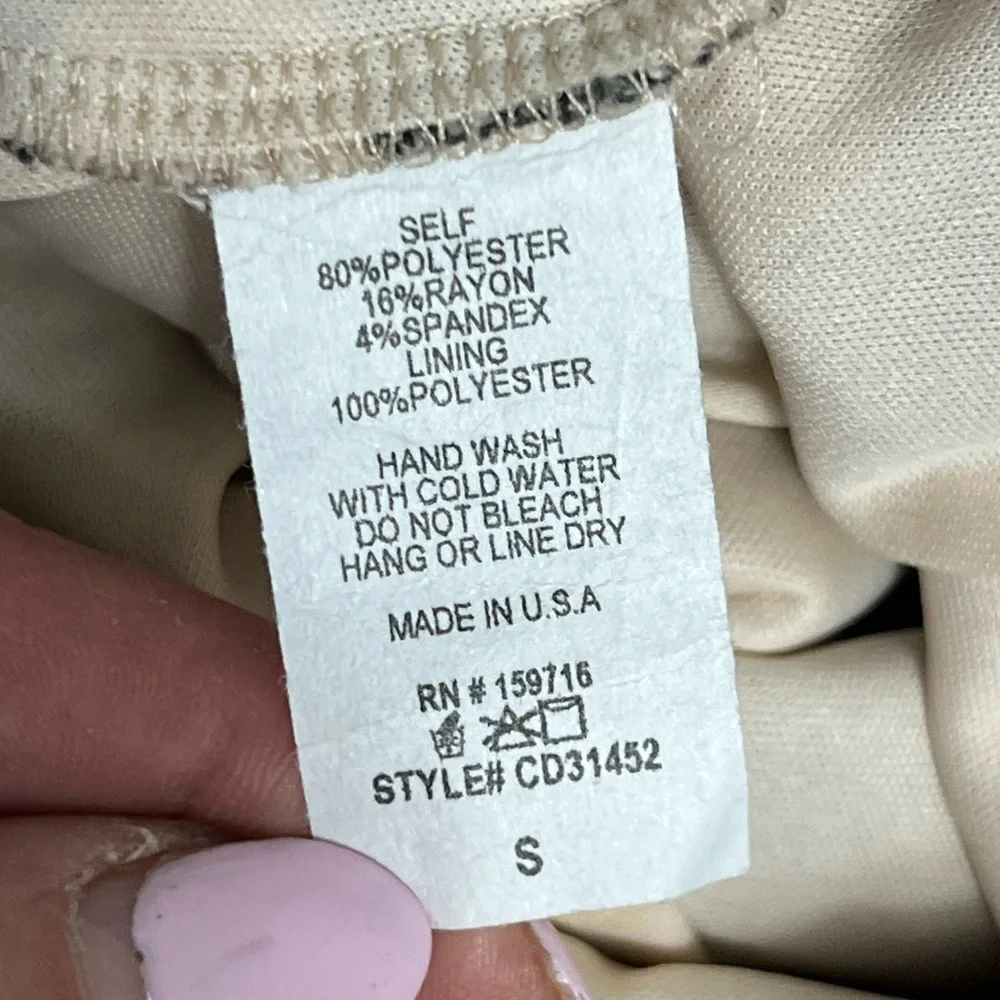 SELF
80%POLYESTER
16%RAYON
4%SPANDEX
LINING
100%POLYESTER
HAND WASH
WITH COLD WATER
DO NOT BLEACH
HANG OR LINE DRY
MADE IN U.S.A
RN # 159716
STYLE# CD31452
S